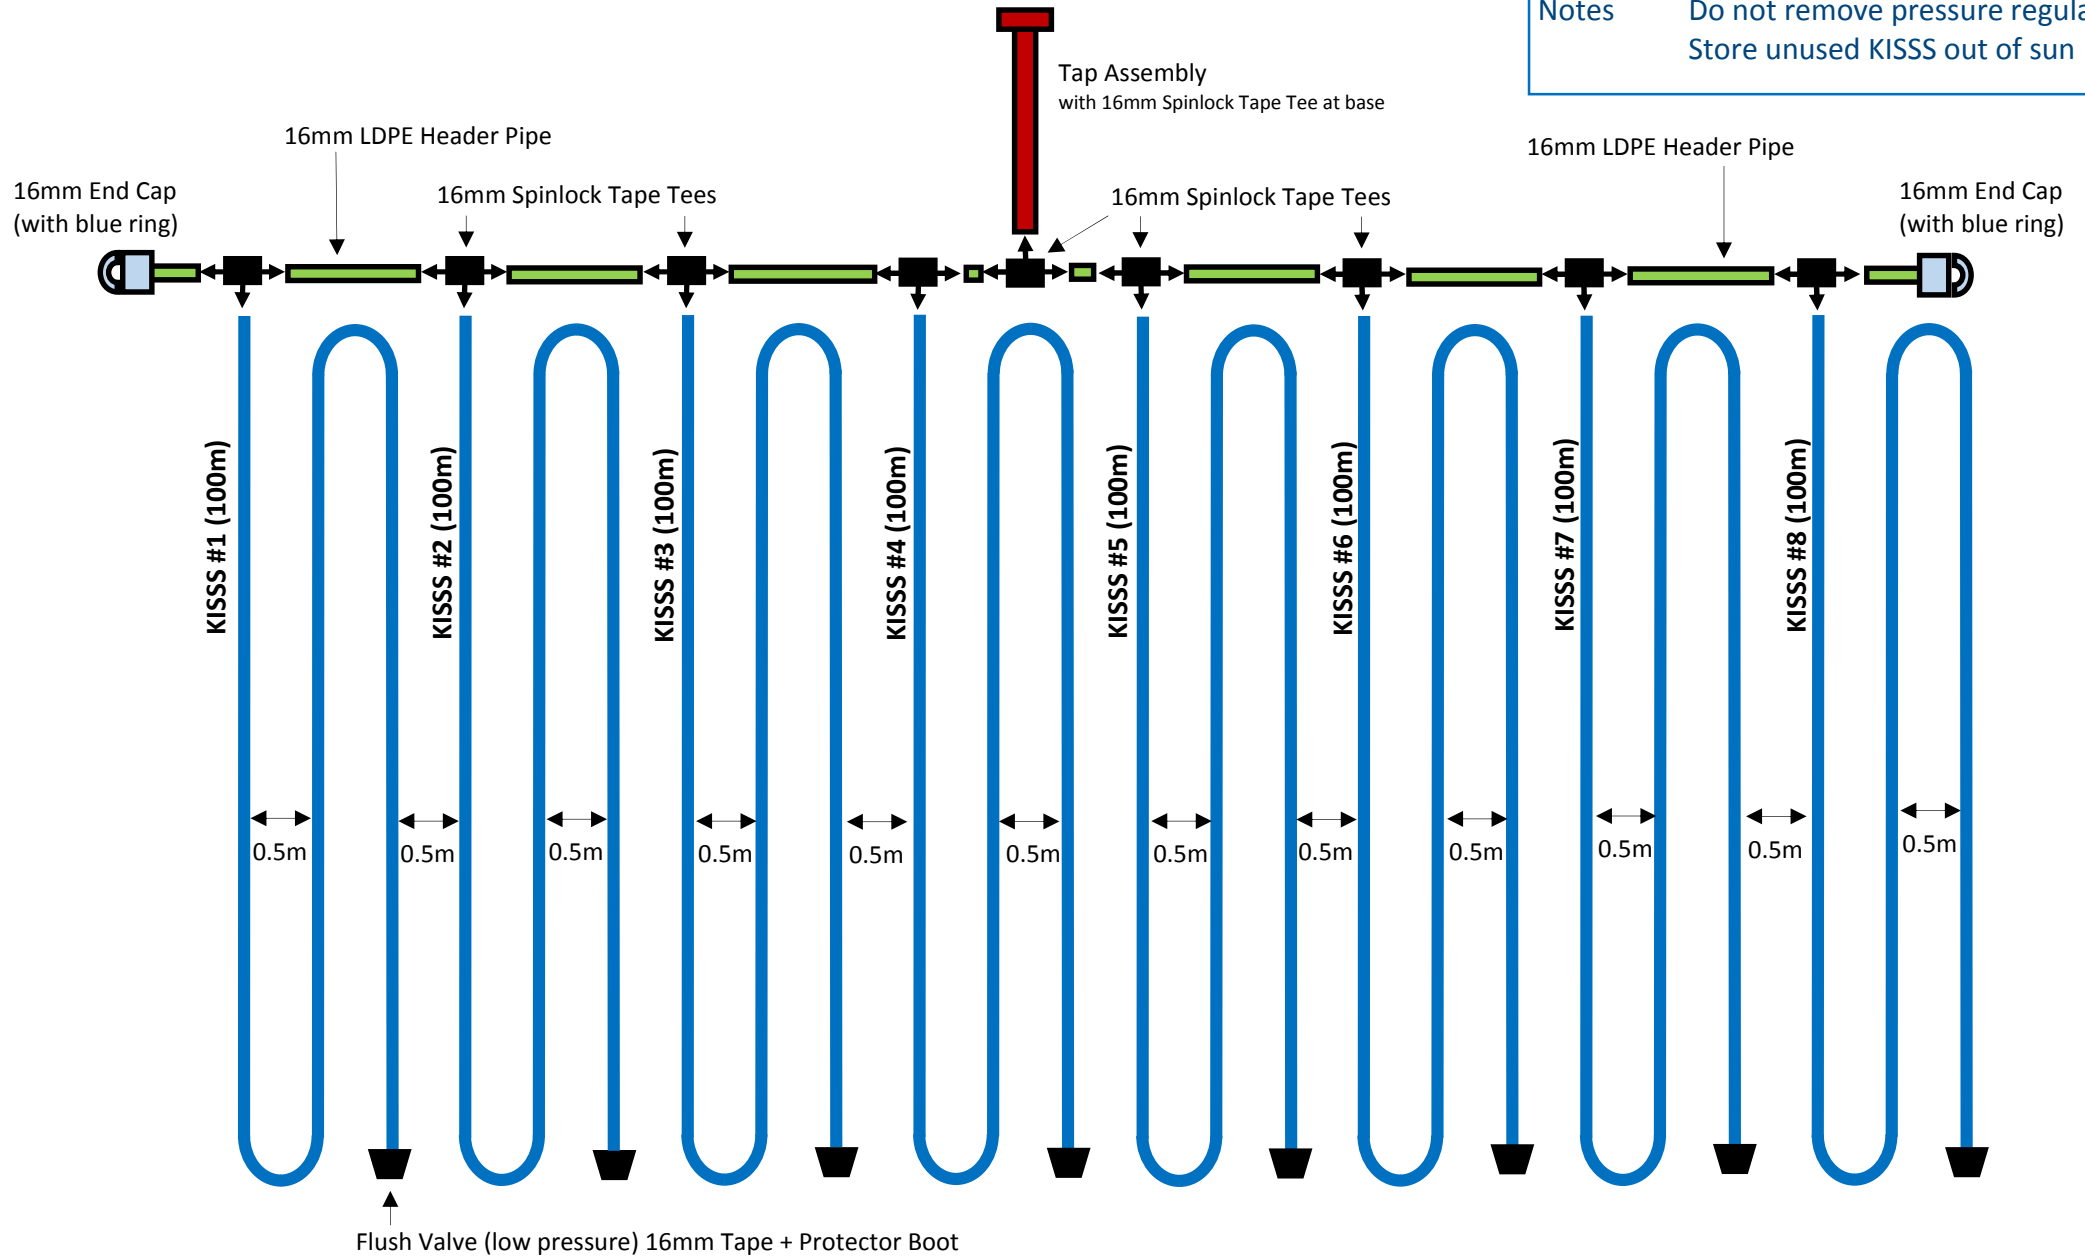 Notes Do not remove pressure regula
Store unused KISSS out of sun
Tap Assembly
with 16mm Spinlock Tape Tee at base
16mm LDPE Header Pipe
16mm LDPE Header Pipe
16mm End Cap
(with blue ring)
16mm Spinlock Tape Tees
16mm Spinlock Tape Tees
16mm End Cap
(with blue ring)
KISSS #1 (100m)
KISSS #2 (100m)
KISSS #3 (100m)
KISSS #4 (100m)
KISSS #5 (100m)
KISSS #6 (100m)
KISSS #7 (100m)
KISSS #8 (100m)
0.5m
0.5m
0.5m
0.5m
0.5m
0.5m
0.5m
0.5m
0.5m
0.5m
0.5m
0.5m
Flush Valve (low pressure) 16mm Tape + Protector Boot